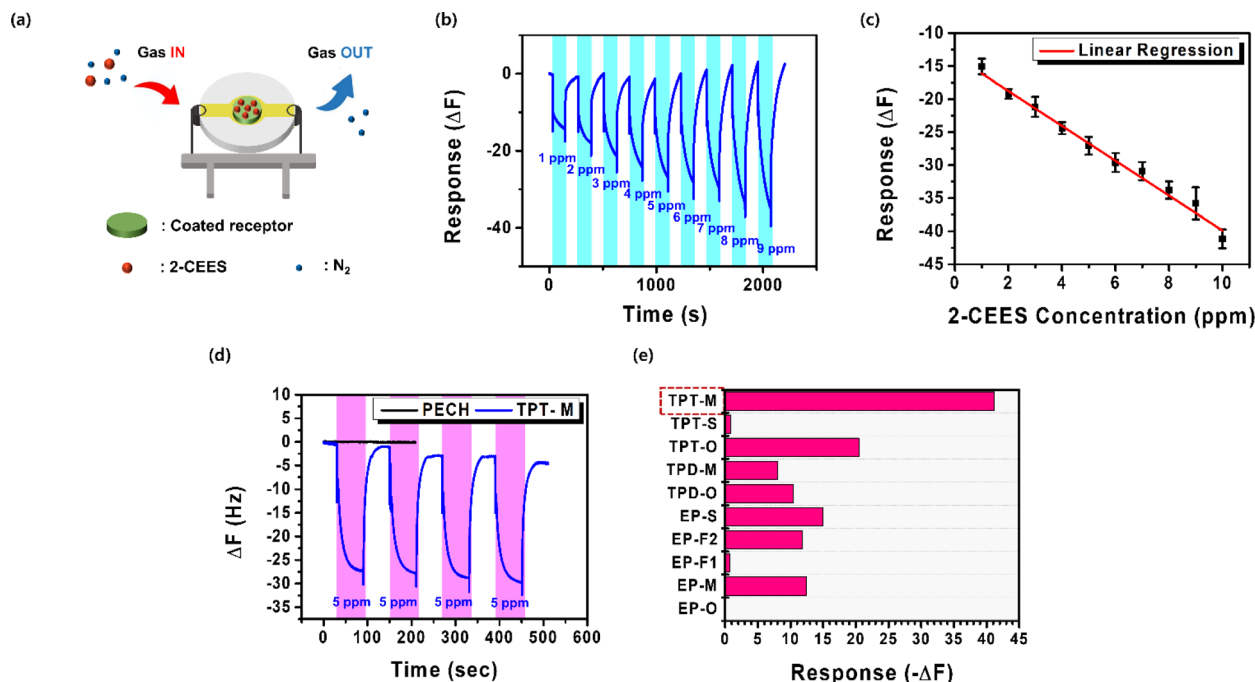 (a)
Gas IN
Gas OUT
: Coated receptor
: 2-CEES
: N₂
(b)
Response (ΔF)
0
-20
-40
1 ppm
2 ppm
3 ppm
4 ppm
5 ppm
6 ppm
7 ppm
8 ppm
9 ppm
0
1000
2000
Time (s)
(c)
Linear Regression
Response (ΔF)
-5
-10
-15
-20
-25
-30
-35
-40
-45
0
2
4
6
8
10
2-CEES Concentration (ppm)
(d)
PECH
TPT- M
ΔF (Hz)
10
5
0
-5
-10
-15
-20
-25
-30
-35
5 ppm
5 ppm
5 ppm
5 ppm
0
100
200
300
400
500
600
Time (sec)
(e)
TPT-M
TPT-S
TPT-O
TPD-M
TPD-O
EP-S
EP-F2
EP-F1
EP-M
EP-O
0
5
10
15
20
25
30
35
40
45
Response (-ΔF)